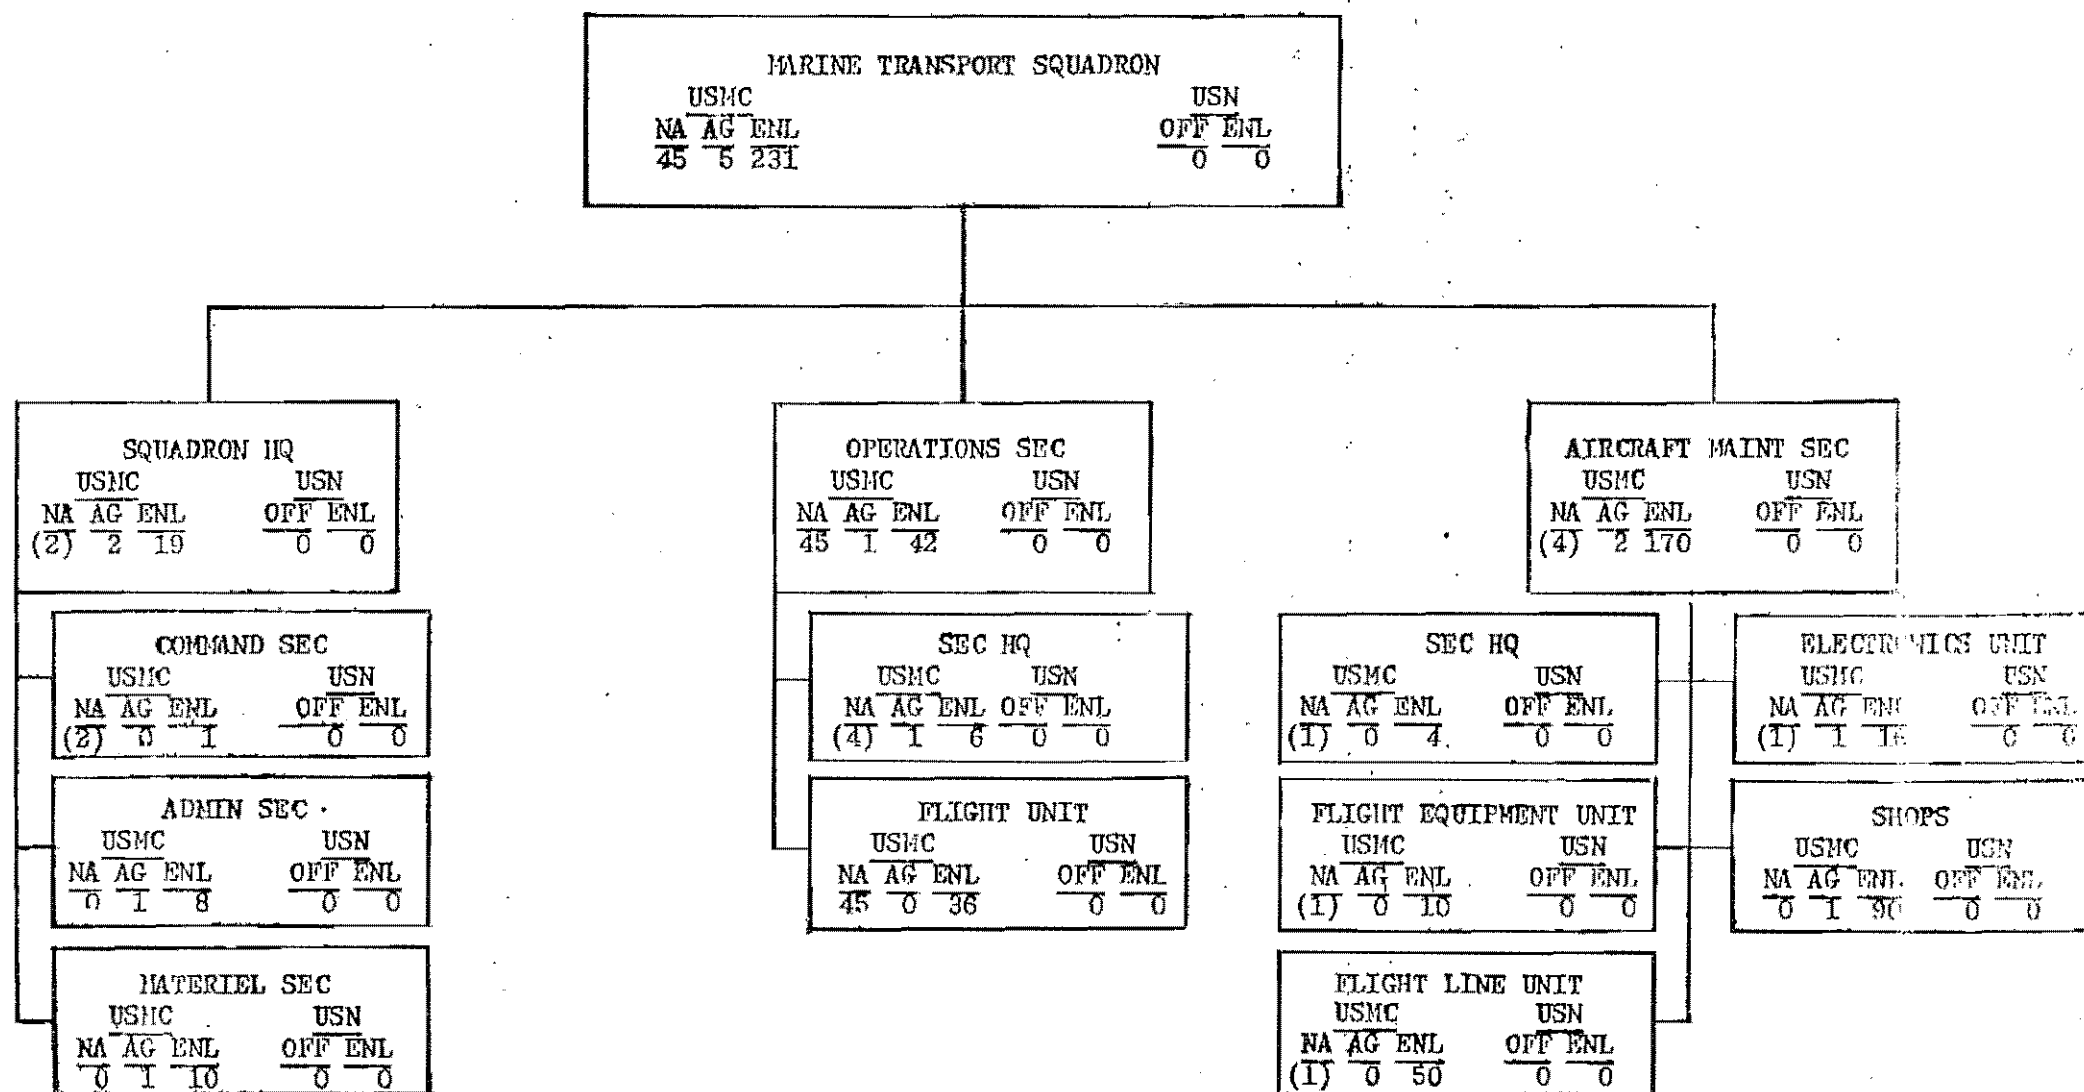 MARINE TRANSPORT SQUADRON
USMC USN
NA AG ENL OFF ENL
45 5 231 0 0
SQUADRON HQ
USMC USN
NA AG ENL OFF ENL
(2) 2 19 0 0
COMMAND SEC
USMC USN
NA AG ENL OFF ENL
(2) 0 1 0 0
ADMIN SEC
USMC USN
NA AG ENL OFF ENL
0 1 8 0 0
MATERIEL SEC
USMC USN
NA AG ENL OFF ENL
0 1 10 0 0
OPERATIONS SEC
USMC USN
NA AG ENL OFF ENL
45 1 42 0 0
SEC HQ
USMC USN
NA AG ENL OFF ENL
(4) 1 6 0 0
FLIGHT UNIT
USMC USN
NA AG ENL OFF ENL
45 0 36 0 0
AIRCRAFT MAINT SEC
USMC USN
NA AG ENL OFF ENL
(4) 2 170 0 0
SEC HQ
USMC USN
NA AG ENL OFF ENL
(1) 0 4 0 0
FLIGHT EQUIPMENT UNIT
USMC USN
NA AG ENL OFF ENL
(1) 0 10 0 0
FLIGHT LINE UNIT
USMC USN
NA AG ENL OFF ENL
(1) 0 50 0 0
ELECTRONICS UNIT
USMC USN
NA AG ENL OFF ENL
(1) 1 0 0
SHOPS
USMC USN
NA AG ENL OFF ENL
0 1 90 0 0